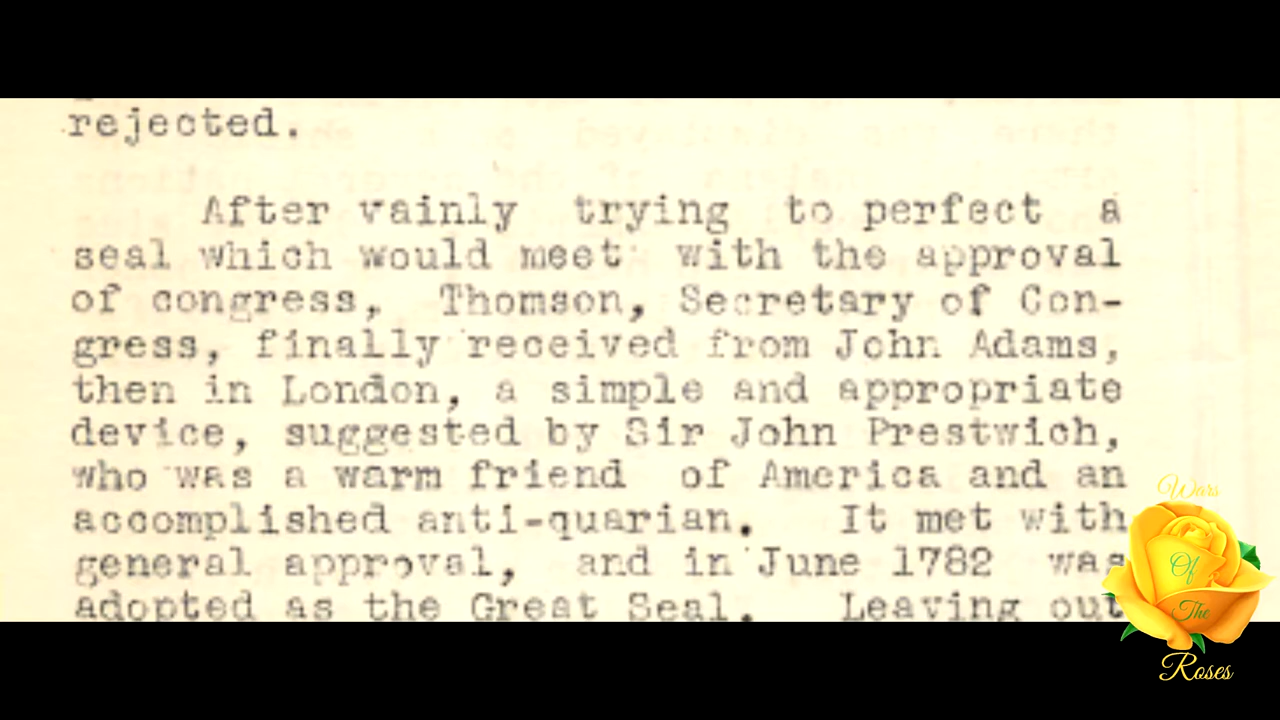 rejected.
After vainly trying to perfect a
seal which would meet with the approval
of congress, Thomson, Secretary of Con-
gress, finally received from John Adams,
then in London, a simple and appropriate
device, suggested by Sir John Prestwich,
who was a warm friend of America and an
accomplished anti-quarian. It met with
general approval, and in June 1782 was
adopted as the Great Seal. Leaving out
Wars
Of
The
Roses